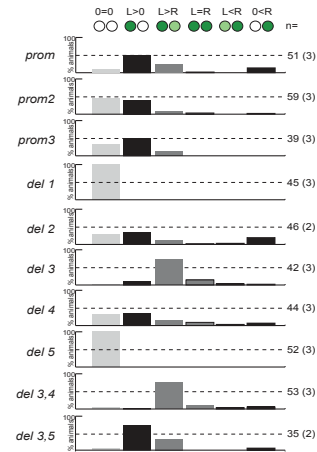 0=0 L>0 L>R L=R L<R 0<R
n=
100
% animals
prom 51 (3)
100
% animals
prom2 59 (3)
100
% animals
prom3 39 (3)
100
% animals
del 1 45 (3)
100
% animals
del 2 46 (2)
100
% animals
del 3 42 (3)
100
% animals
del 4 44 (3)
100
% animals
del 5 52 (3)
100
% animals
del 3,4 53 (3)
100
% animals
del 3,5 35 (2)